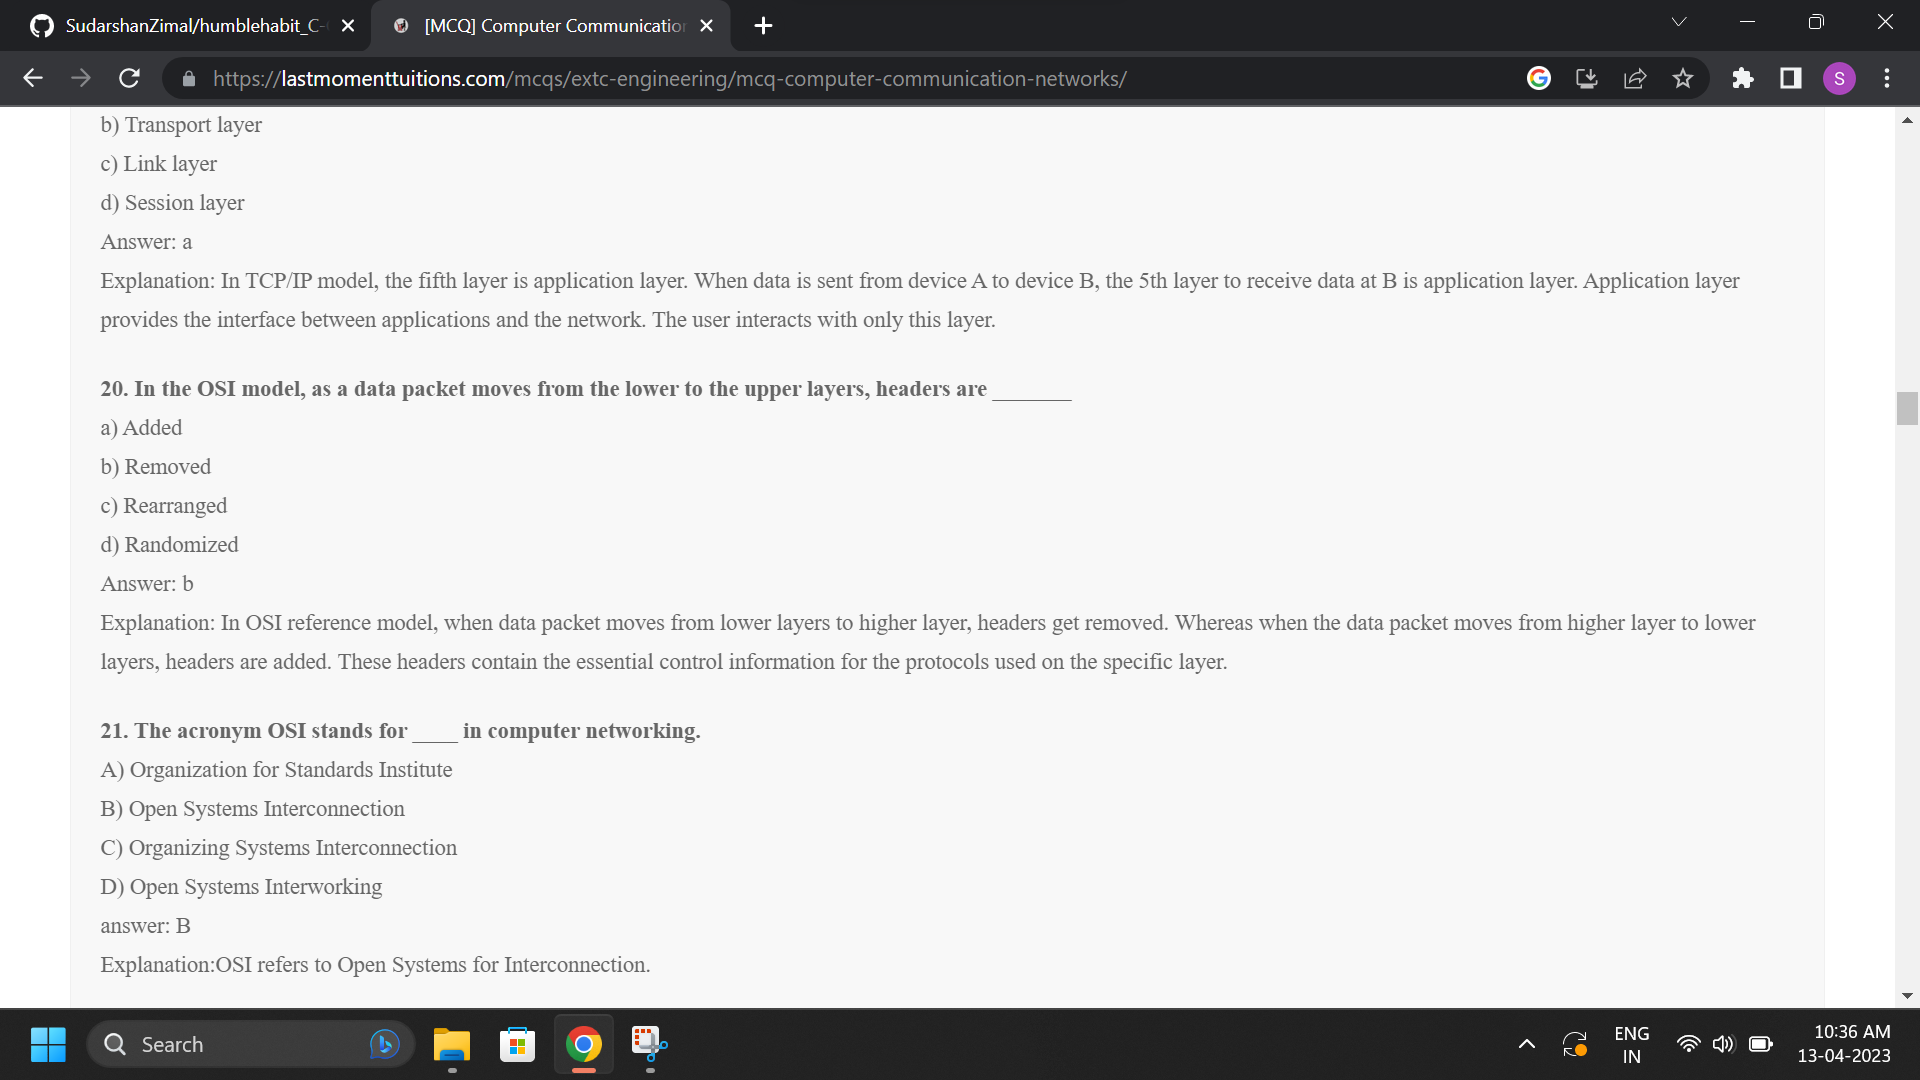 SudarshanZimal/humblehabit_C-
[MCQ] Computer Communication
https://lastmomenttuitions.com/mcqs/extc-engineering/mcq-computer-communication-networks/
S
b) Transport layer
c) Link layer
d) Session layer
Answer: a
Explanation: In TCP/IP model, the fifth layer is application layer. When data is sent from device A to device B, the 5th layer to receive data at B is application layer. Application layer
provides the interface between applications and the network. The user interacts with only this layer.
20. In the OSI model, as a data packet moves from the lower to the upper layers, headers are _______
a) Added
b) Removed
c) Rearranged
d) Randomized
Answer: b
Explanation: In OSI reference model, when data packet moves from lower layers to higher layer, headers get removed. Whereas when the data packet moves from higher layer to lower
layers, headers are added. These headers contain the essential control information for the protocols used on the specific layer.
21. The acronym OSI stands for ____ in computer networking.
A) Organization for Standards Institute
B) Open Systems Interconnection
C) Organizing Systems Interconnection
D) Open Systems Interworking
answer: B
Explanation:OSI refers to Open Systems for Interconnection.
Search
ENG
IN
10:36 AM
13-04-2023